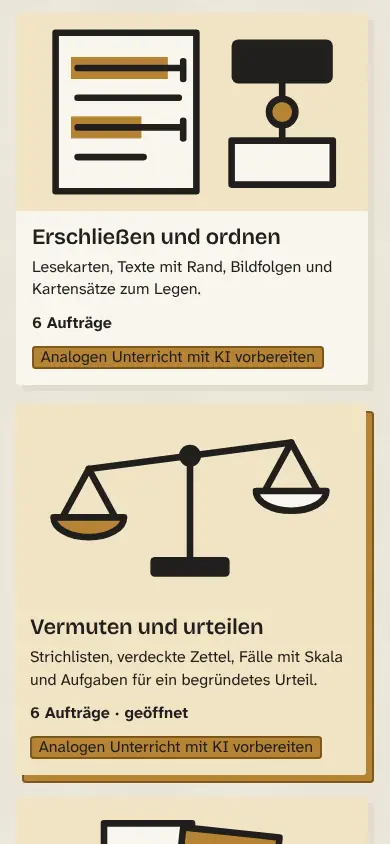 Erschließen und ordnen
Lesekarten, Texte mit Rand, Bildfolgen und
Kartensätze zum Legen.
6 Aufträge
Analogen Unterricht mit KI vorbereiten
Vermuten und urteilen
Strichlisten, verdeckte Zettel, Fälle mit Skala
und Aufgaben für ein begründetes Urteil.
6 Aufträge · geöffnet
Analogen Unterricht mit KI vorbereiten